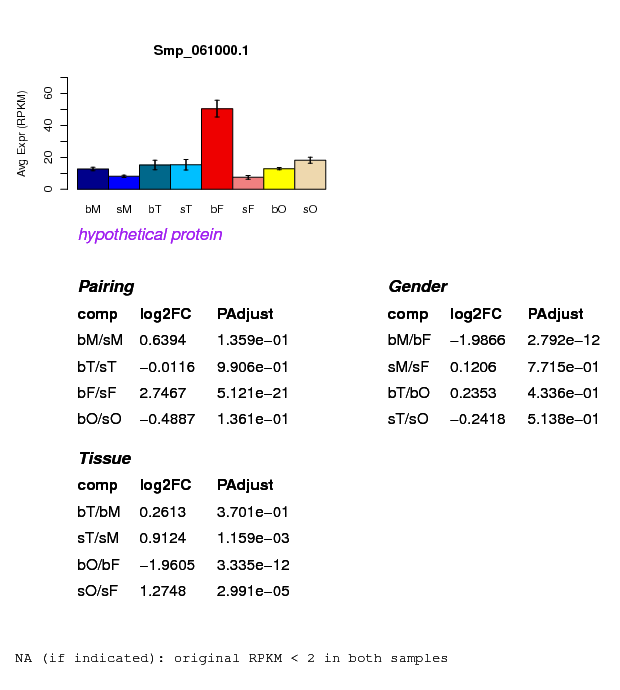 Smp_061000.1
Avg Expr (RPKM)
0 20 40 60
bM sM bT sT bF sF bO sO
hypothetical protein
Pairing
comp log2FC PAdjust
bM/sM 0.6394 1.359e−01
bT/sT −0.0116 9.906e−01
bF/sF 2.7467 5.121e−21
bO/sO −0.4887 1.361e−01
Gender
comp log2FC PAdjust
bM/bF −1.9866 2.792e−12
sM/sF 0.1206 7.715e−01
bT/bO 0.2353 4.336e−01
sT/sO −0.2418 5.138e−01
Tissue
comp log2FC PAdjust
bT/bM 0.2613 3.701e−01
sT/sM 0.9124 1.159e−03
bO/bF −1.9605 3.335e−12
sO/sF 1.2748 2.991e−05
NA (if indicated): original RPKM < 2 in both samples